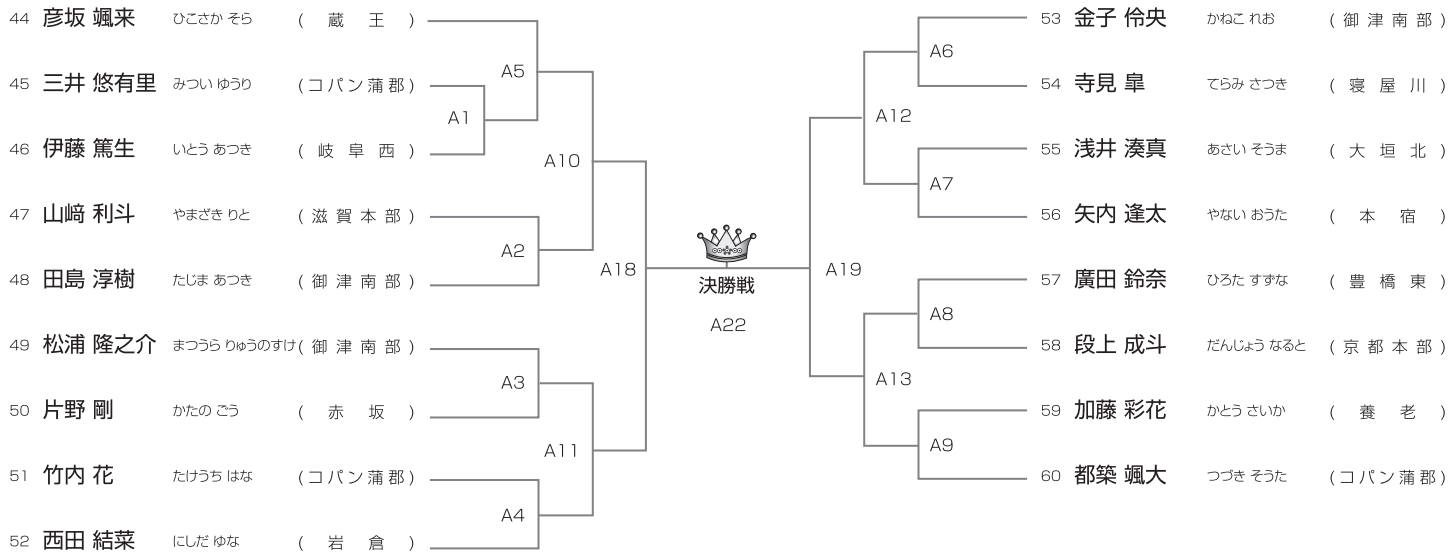 44 彦坂 颯来 ひこさか そら (蔵王)
A5
45 三井 悠有里 みつい ゆうり (コパン蒲郡)
A1
46 伊藤 篤生 いとう あつき (岐阜西)
A10
47 山﨑 利斗 やまざき りと (滋賀本部)
A2
48 田島 淳樹 たじま あつき (御津南部)
A18
49 松浦 隆之介 まつうら りゅうのすけ (御津南部)
A3
50 片野 剛 かたの ごう (赤坂)
A11
51 竹内 花 たけうち はな (コパン蒲郡)
A4
52 西田 結菜 にしだ ゆな (岩倉)
決勝戦
A22
53 金子 伶央 かねこ れお (御津南部)
A6
54 寺見 皐 てらみ さつき (寝屋川)
A12
55 浅井 湊真 あさい そうま (大垣北)
A7
56 矢内 逢太 やない おうた (本宿)
A19
57 廣田 鈴奈 ひろた すずな (豊橋東)
A8
58 段上 成斗 だんじょう なると (京都本部)
A13
59 加藤 彩花 かとう さいか (養老)
A9
60 都築 颯大 つづき そうた (コパン蒲郡)